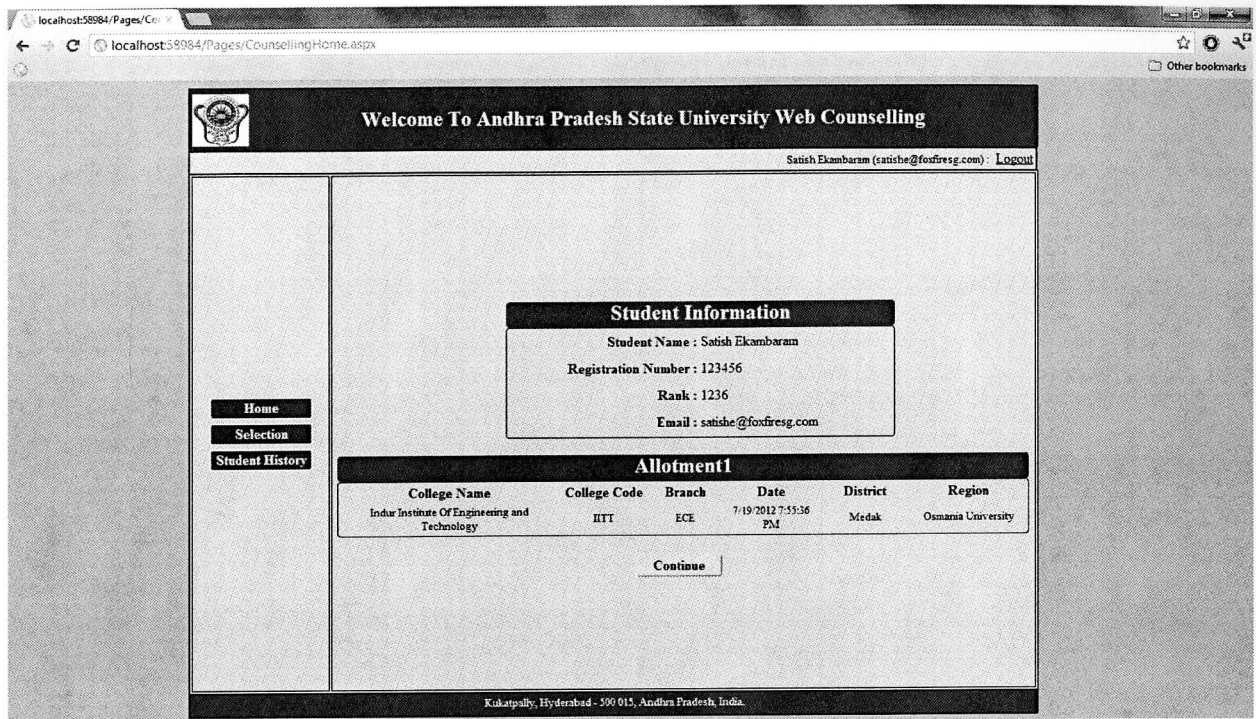 localhost:58984/Pages/Co
localhost:58984/Pages/CounsellingHome.aspx
Other bookmarks
Welcome To Andhra Pradesh State University Web Counselling
Satish Ekambaram (satishe@foxfiresg.com) : Logout
Home
Selection
Student History
Student Information
Student Name : Satish Ekambaram
Registration Number : 123456
Rank : 1236
Email : satishe@foxfiresg.com
Allotment1
College Name College Code Branch Date District Region
Indur Institute Of Engineering and Technology IITT ECE 7/19/2012 7:55:36 PM Medak Osmania University
Continue
Kukatpally, Hyderabad - 500 015, Andhra Pradesh, India.